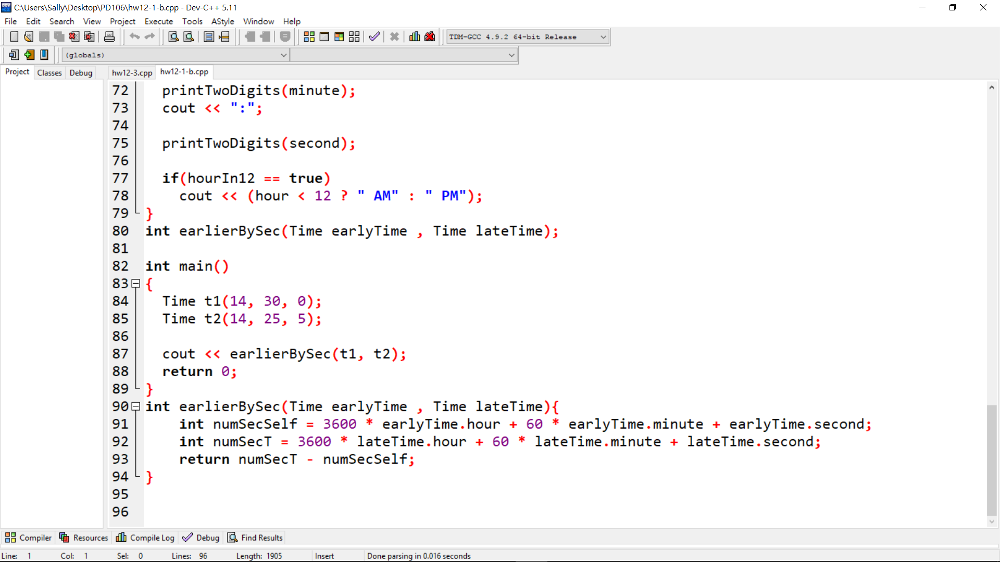 C:\Users\Sally\Desktop\PD106\hw12-1-b.cpp - Dev-C++ 5.11
File Edit Search View Project Execute Tools AStyle Window Help
TDM-GCC 4.9.2 64-bit Release
(globals)
Project Classes Debug hw12-3.cpp hw12-1-b.cpp
72 printTwoDigits(minute);
73 cout << ":";
74
75 printTwoDigits(second);
76
77 if(hourIn12 == true)
78 cout << (hour < 12 ? " AM" : " PM");
79 }
80 int earlierBySec(Time earlyTime , Time lateTime);
81
82 int main()
83 {
84 Time t1(14, 30, 0);
85 Time t2(14, 25, 5);
86
87 cout << earlierBySec(t1, t2);
88 return 0;
89 }
90 int earlierBySec(Time earlyTime , Time lateTime){
91 int numSecSelf = 3600 * earlyTime.hour + 60 * earlyTime.minute + earlyTime.second;
92 int numSecT = 3600 * lateTime.hour + 60 * lateTime.minute + lateTime.second;
93 return numSecT - numSecSelf;
94 }
95
96
Compiler Resources Compile Log Debug Find Results
Line: 1 Col: 1 Sel: 0 Lines: 96 Length: 1905 Insert Done parsing in 0.016 seconds